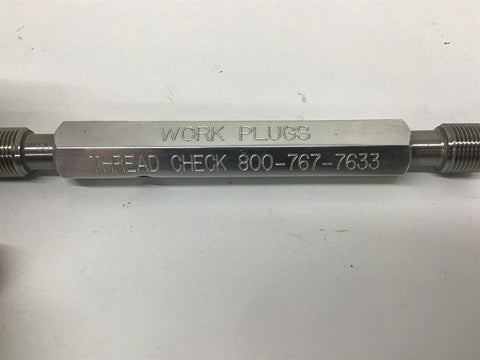 WORK PLUGS
THREAD CHECK 800-767-7633